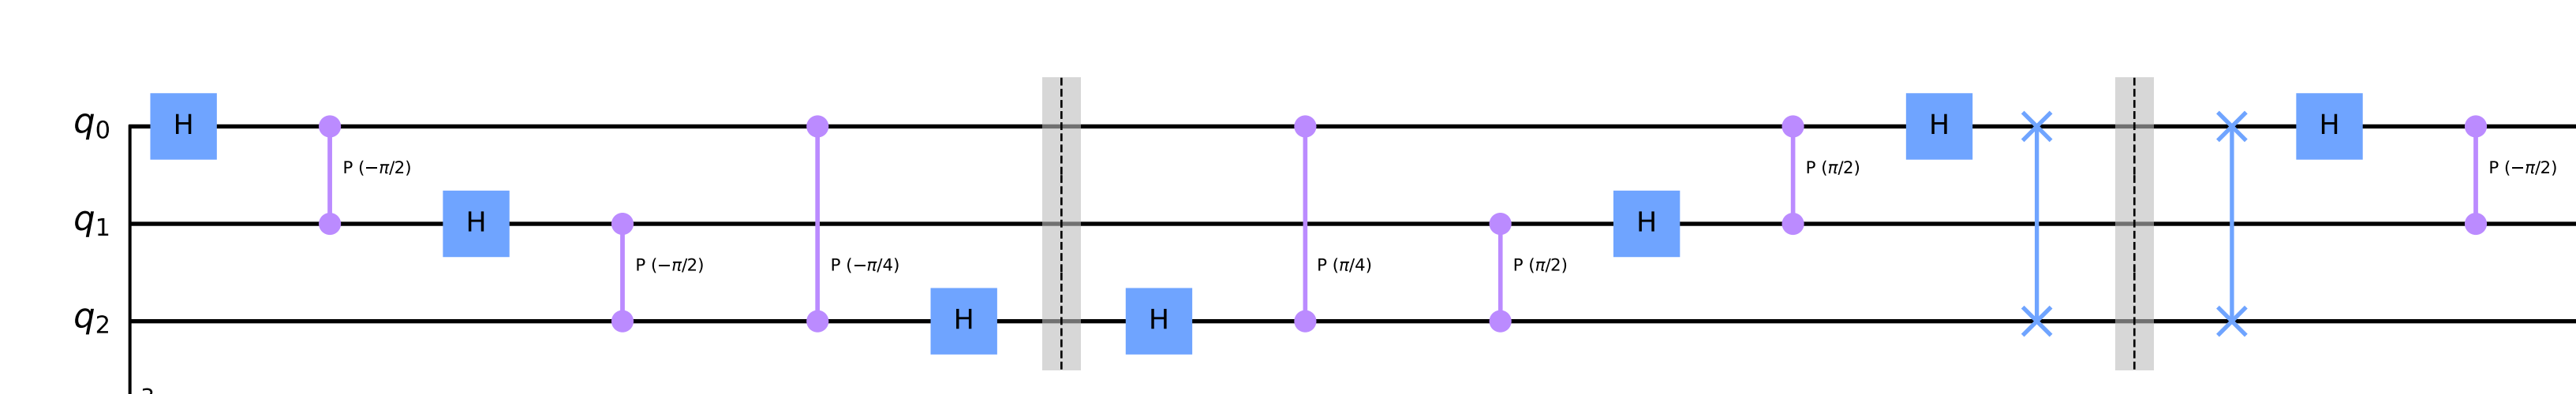 q0 H H H
P (−π/2) P (π/2) P (−π/2)
q1 H H
P (−π/2) P (−π/4) P (π/4) P (π/2)
q2 H H